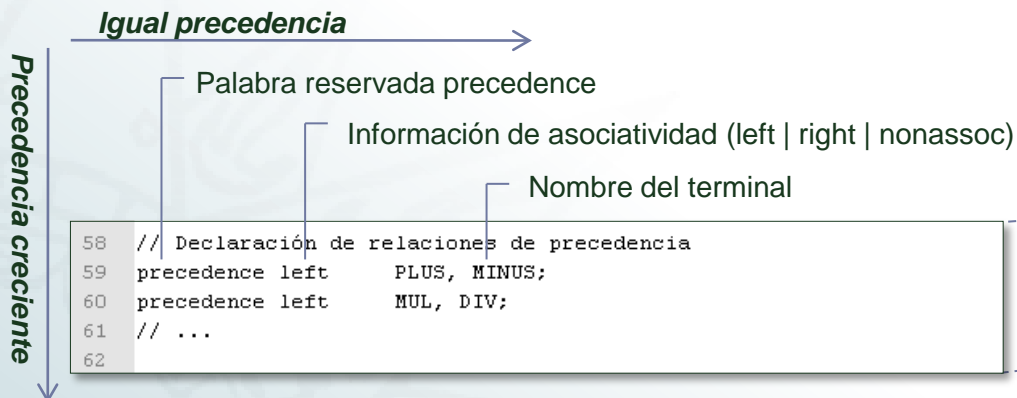 Igual precedencia
Precedencia creciente
Palabra reservada precedence
Información de asociatividad (left | right | nonassoc)
Nombre del terminal
58 // Declaración de relaciones de precedencia
59 precedence left PLUS, MINUS;
60 precedence left MUL, DIV;
61 // ...
62